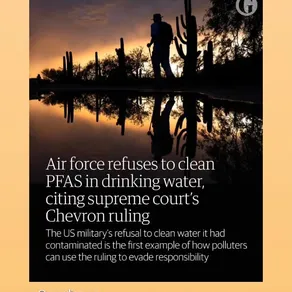 Air force refuses to clean
PFAS in drinking water,
citing supreme court's
Chevron ruling
The US military's refusal to clean water it had
contaminated is the first example of how polluters
can use the ruling to evade responsibility